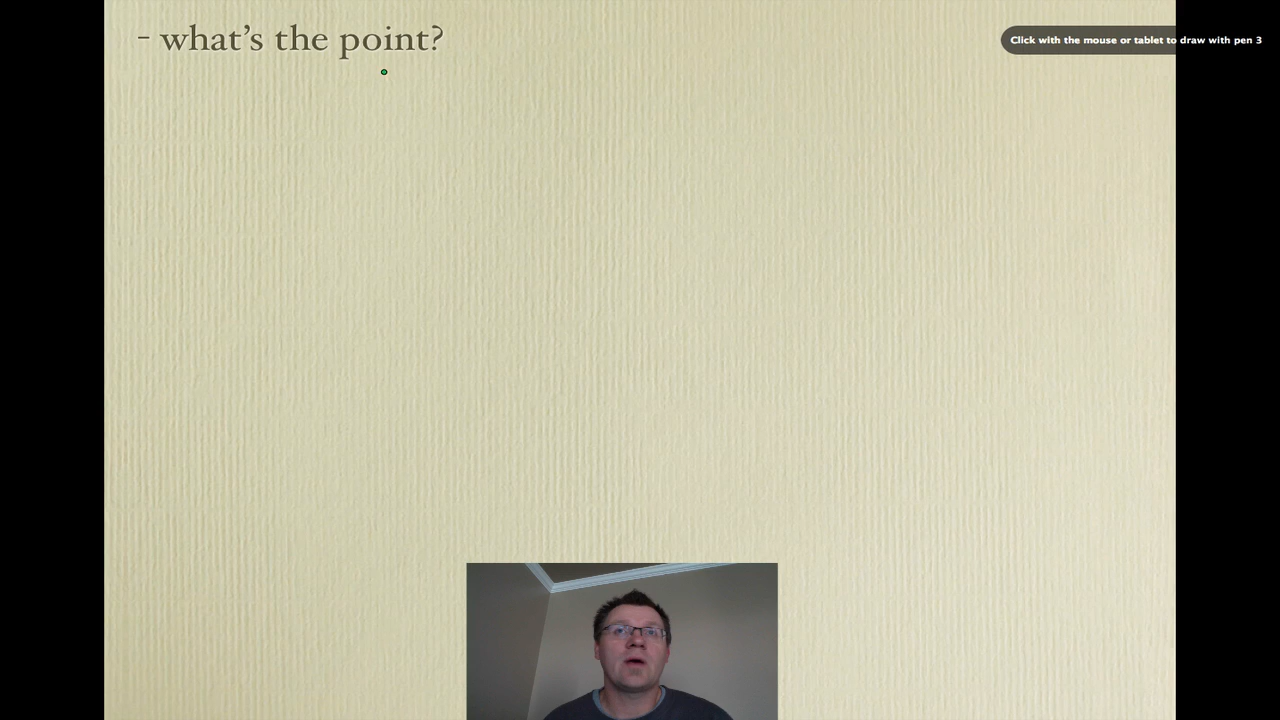 - what's the point?
Click with the mouse or tablet to draw with pen 3